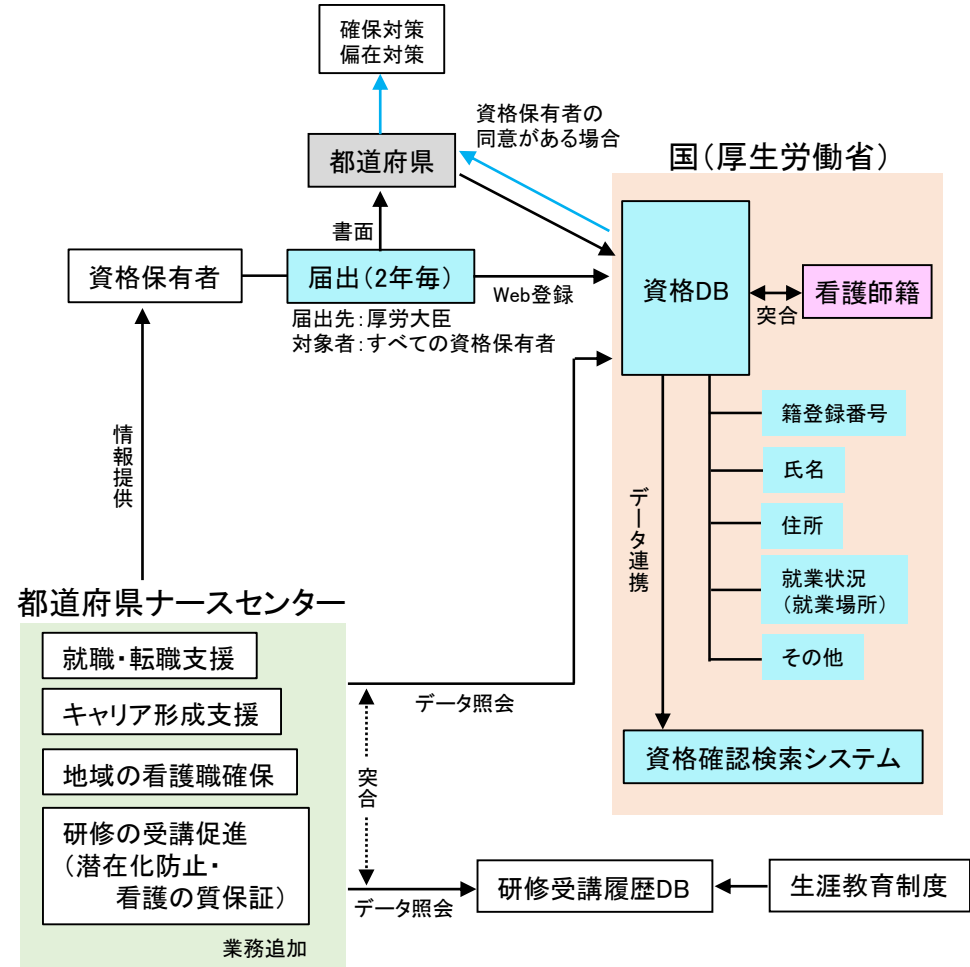 確保対策
偏在対策
資格保有者の
同意がある場合
都道府県
国(厚生労働省)
書面
資格保有者
届出(2年毎)
Web登録
資格DB
突合
看護師籍
届出先:厚労大臣
対象者:すべての資格保有者
籍登録番号
氏名
住所
就業状況
(就業場所)
その他
データ連携
資格確認検索システム
情報提供
都道府県ナースセンター
就職・転職支援
キャリア形成支援
地域の看護職確保
研修の受講促進
(潜在化防止・
看護の質保証)
業務追加
データ照会
突合
データ照会
研修受講履歴DB
生涯教育制度